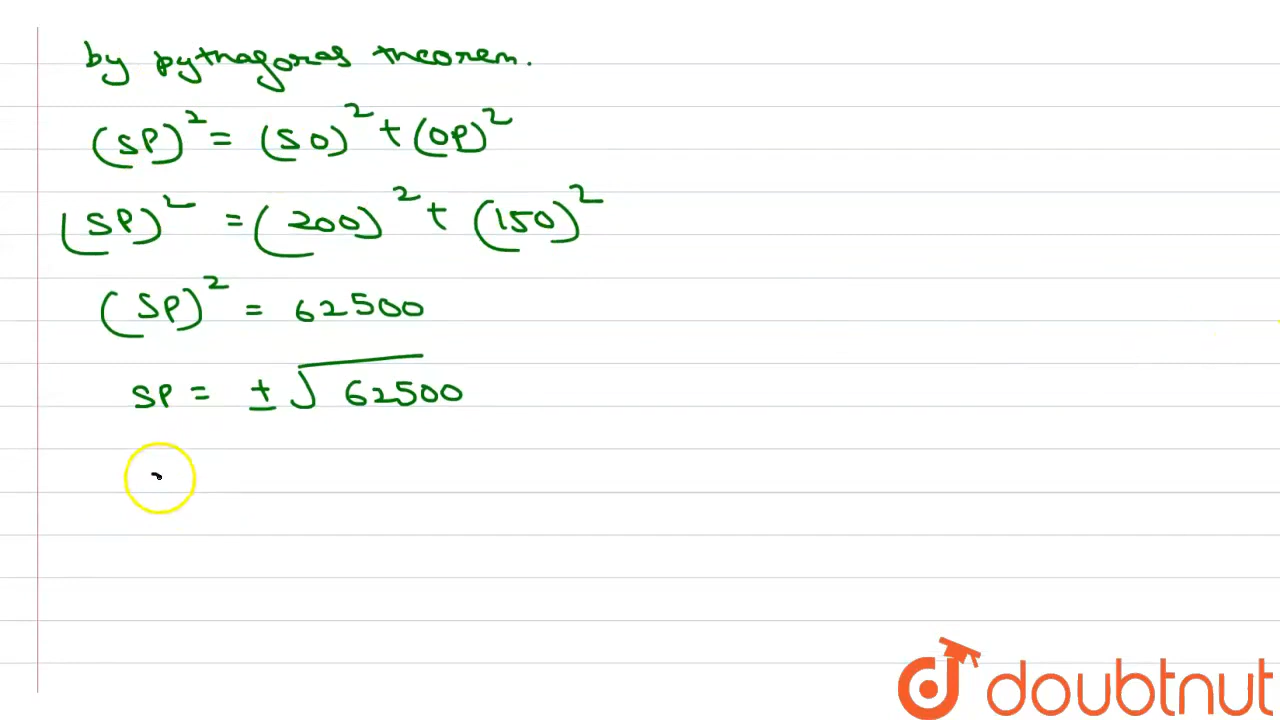 by pythagoras theorem.
(SP)² = (SO)² + (OP)²
(SP)² = (200)² + (150)²
(SP)² = 62500
SP = ± √62500
doubtnut